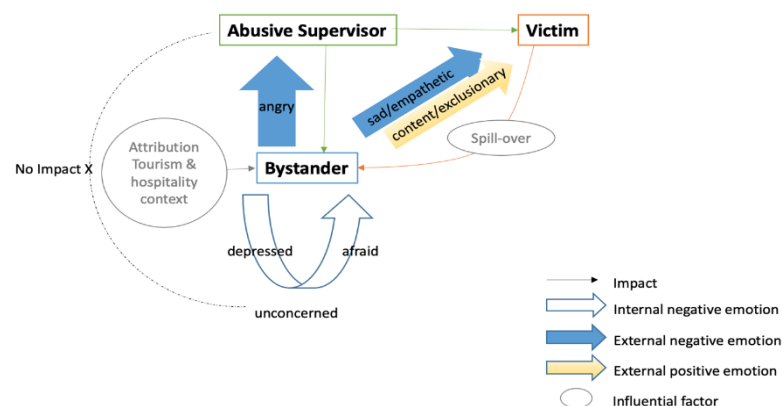 Abusive Supervisor
Victim
angry
sad/empathetic
content/exclusionary
Attribution
Tourism &
hospitality
context
No Impact X
Spill-over
Bystander
depressed
afraid
unconcerned
Impact
Internal negative emotion
External negative emotion
External positive emotion
Influential factor